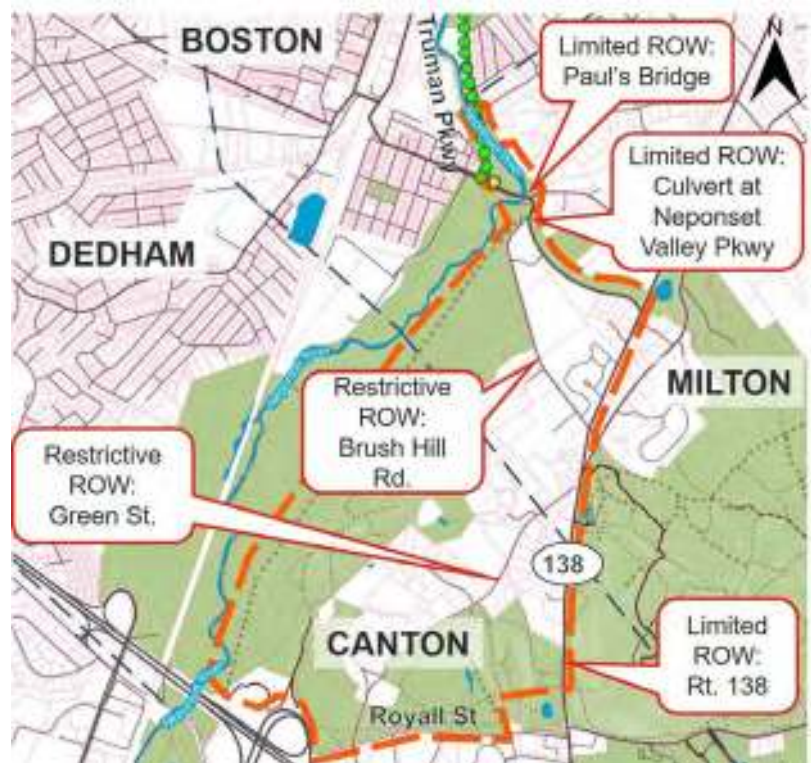 BOSTON
Truman Pkwy
Limited ROW:
Paul's Bridge
N
Limited ROW:
Culvert at
Neponset
Valley Pkwy
DEDHAM
MILTON
Restrictive
ROW:
Brush Hill
Rd.
Restrictive
ROW:
Green St.
138
CANTON
Limited
ROW:
Rt. 138
Royall St